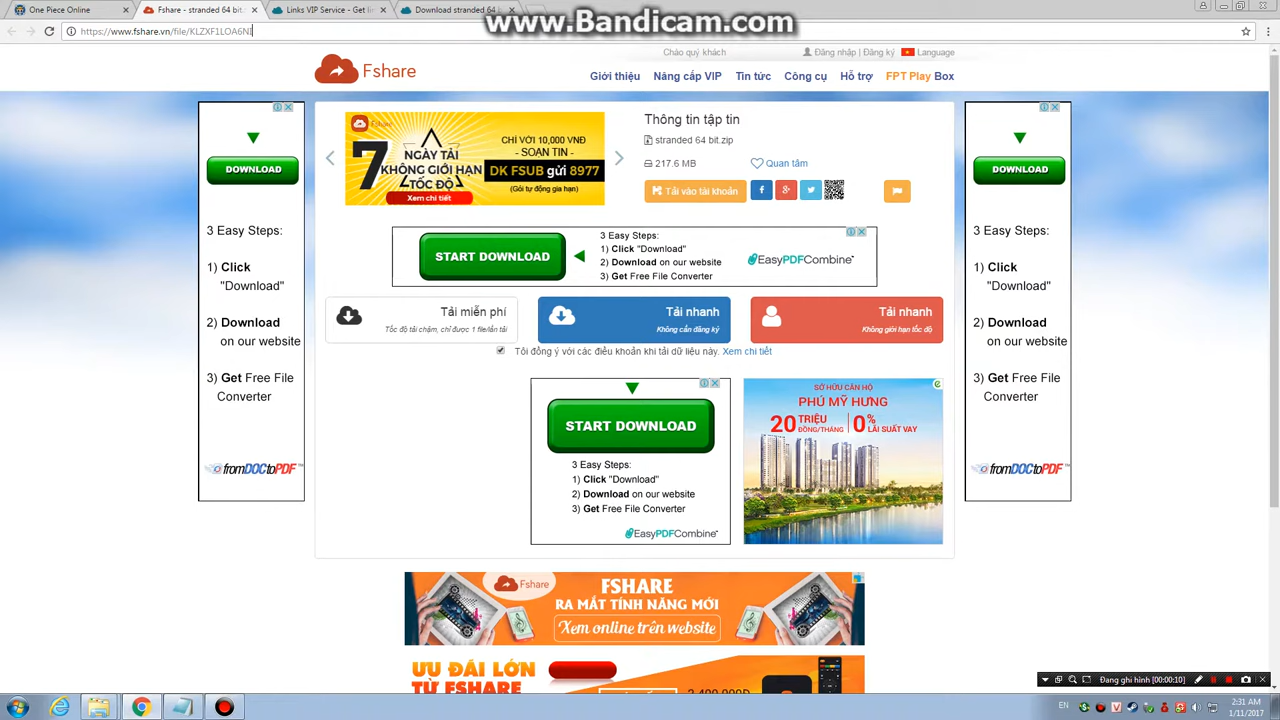 www.Bandicam.com
One Piece Online
Fshare - stranded 64 bit.
Links VIP Service - Get f
Download stranded 64 bit
https://www.fshare.vn/file/KLZXF1LOA6NI
Chào quý khách
Đăng nhập | Đăng ký
Language
Fshare
Giới thiệu
Nâng cấp VIP
Tin tức
Công cụ
Hỗ trợ
FPT Play Box
DOWNLOAD
3 Easy Steps:
1) Click
"Download"
2) Download
on our website
3) Get Free File
Converter
fromDOCtoPDF
Fshare
7 NGÀY TẢI
KHÔNG GIỚI HẠN
TỐC ĐỘ
Xem chi tiết
CHỈ VỚI 10,000 VNĐ
- SOẠN TIN -
DK FSUB gửi 8977
(Gói tự động gia hạn)
Thông tin tập tin
stranded 64 bit.zip
217.6 MB
Quan tâm
Tải vào tài khoản
START DOWNLOAD
3 Easy Steps:
1) Click "Download"
2) Download on our website
3) Get Free File Converter
EasyPDFCombine
Tải miễn phí
Tốc độ tải chậm, chỉ được 1 file/lần tải
Tải nhanh
Không cần đăng ký
Tải nhanh
Không giới hạn tốc độ
Tôi đồng ý với các điều khoản khi tải dữ liệu này. Xem chi tiết
START DOWNLOAD
3 Easy Steps:
1) Click "Download"
2) Download on our website
3) Get Free File Converter
EasyPDFCombine
SỞ HỮU CĂN HỘ
PHÚ MỸ HƯNG
20 TRIỆU ĐỒNG/THÁNG
0% LÃI SUẤT VAY
DOWNLOAD
3 Easy Steps:
1) Click
"Download"
2) Download
on our website
3) Get Free File
Converter
fromDOCtoPDF
Fshare
FSHARE
RA MẮT TÍNH NĂNG MỚI
Xem online trên website
ƯU ĐÃI LỚN
TỪ FSHARE
Đang ghi hình [00:00:10]
EN
2:31 AM
1/11/2017